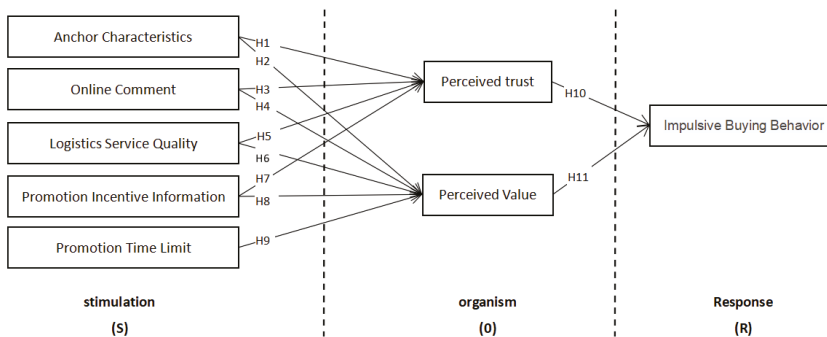 Anchor Characteristics
Online Comment
Logistics Service Quality
Promotion Incentive Information
Promotion Time Limit
H1
H2
H3
H4
H5
H6
H7
H8
H9
Perceived trust
Perceived Value
H10
H11
Impulsive Buying Behavior
stimulation
(S)
organism
(0)
Response
(R)